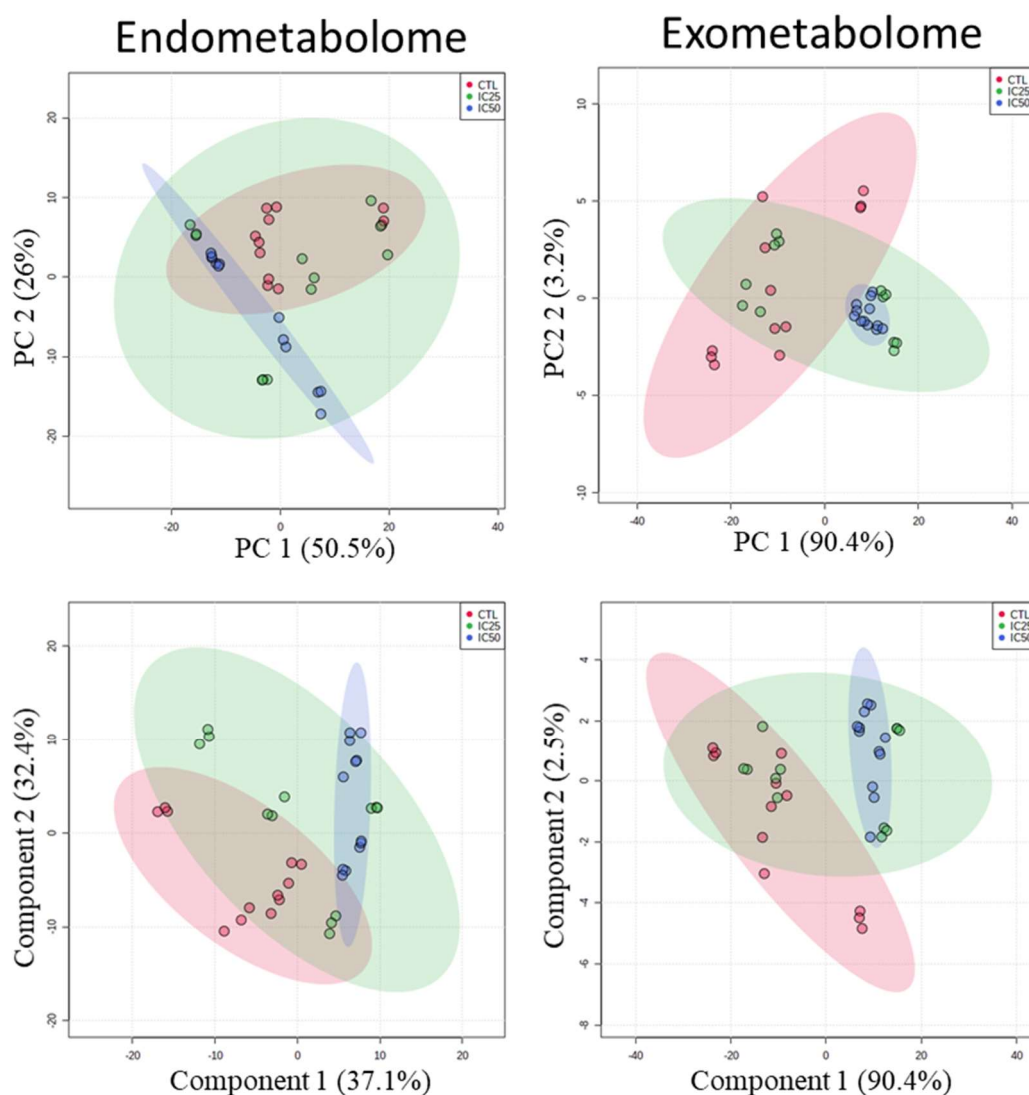 Endometabolome
Exometabolome
CTL
IC25
IC50
20
10
0
-10
-20
PC 2 (26%)
-20 0 20 40
PC 1 (50.5%)
CTL
IC25
IC50
10
5
0
-5
-10
PC2 2 (3.2%)
-40 -20 0 20 40
PC 1 (90.4%)
CTL
IC25
IC50
20
10
0
-10
-20
Component 2 (32.4%)
-20 -10 0 10 20
Component 1 (37.1%)
CTL
IC25
IC50
4
2
0
-2
-4
-6
-8
Component 2 (2.5%)
-40 -20 0 20 40
Component 1 (90.4%)